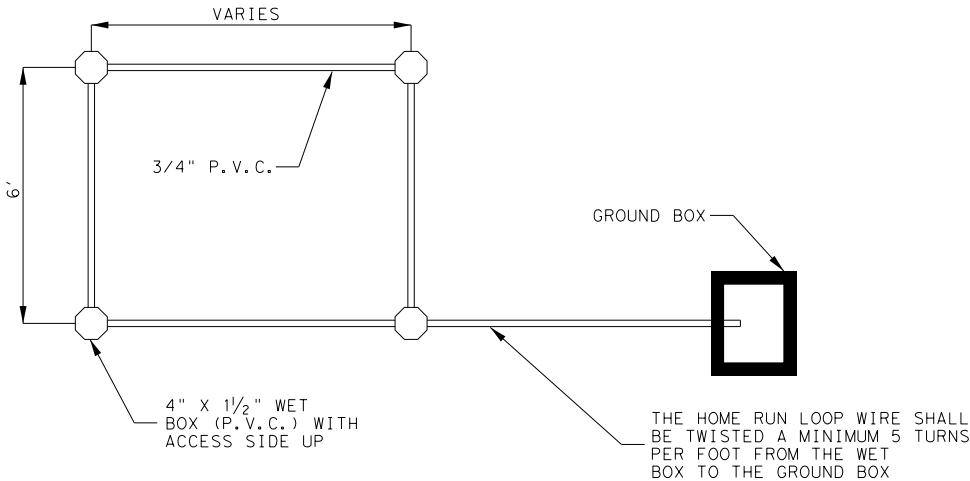 VARIES
6'
3/4" P.V.C.
GROUND BOX
4" X 1½" WET
BOX (P.V.C.) WITH
ACCESS SIDE UP
THE HOME RUN LOOP WIRE SHALL
BE TWISTED A MINIMUM 5 TURNS
PER FOOT FROM THE WET
BOX TO THE GROUND BOX